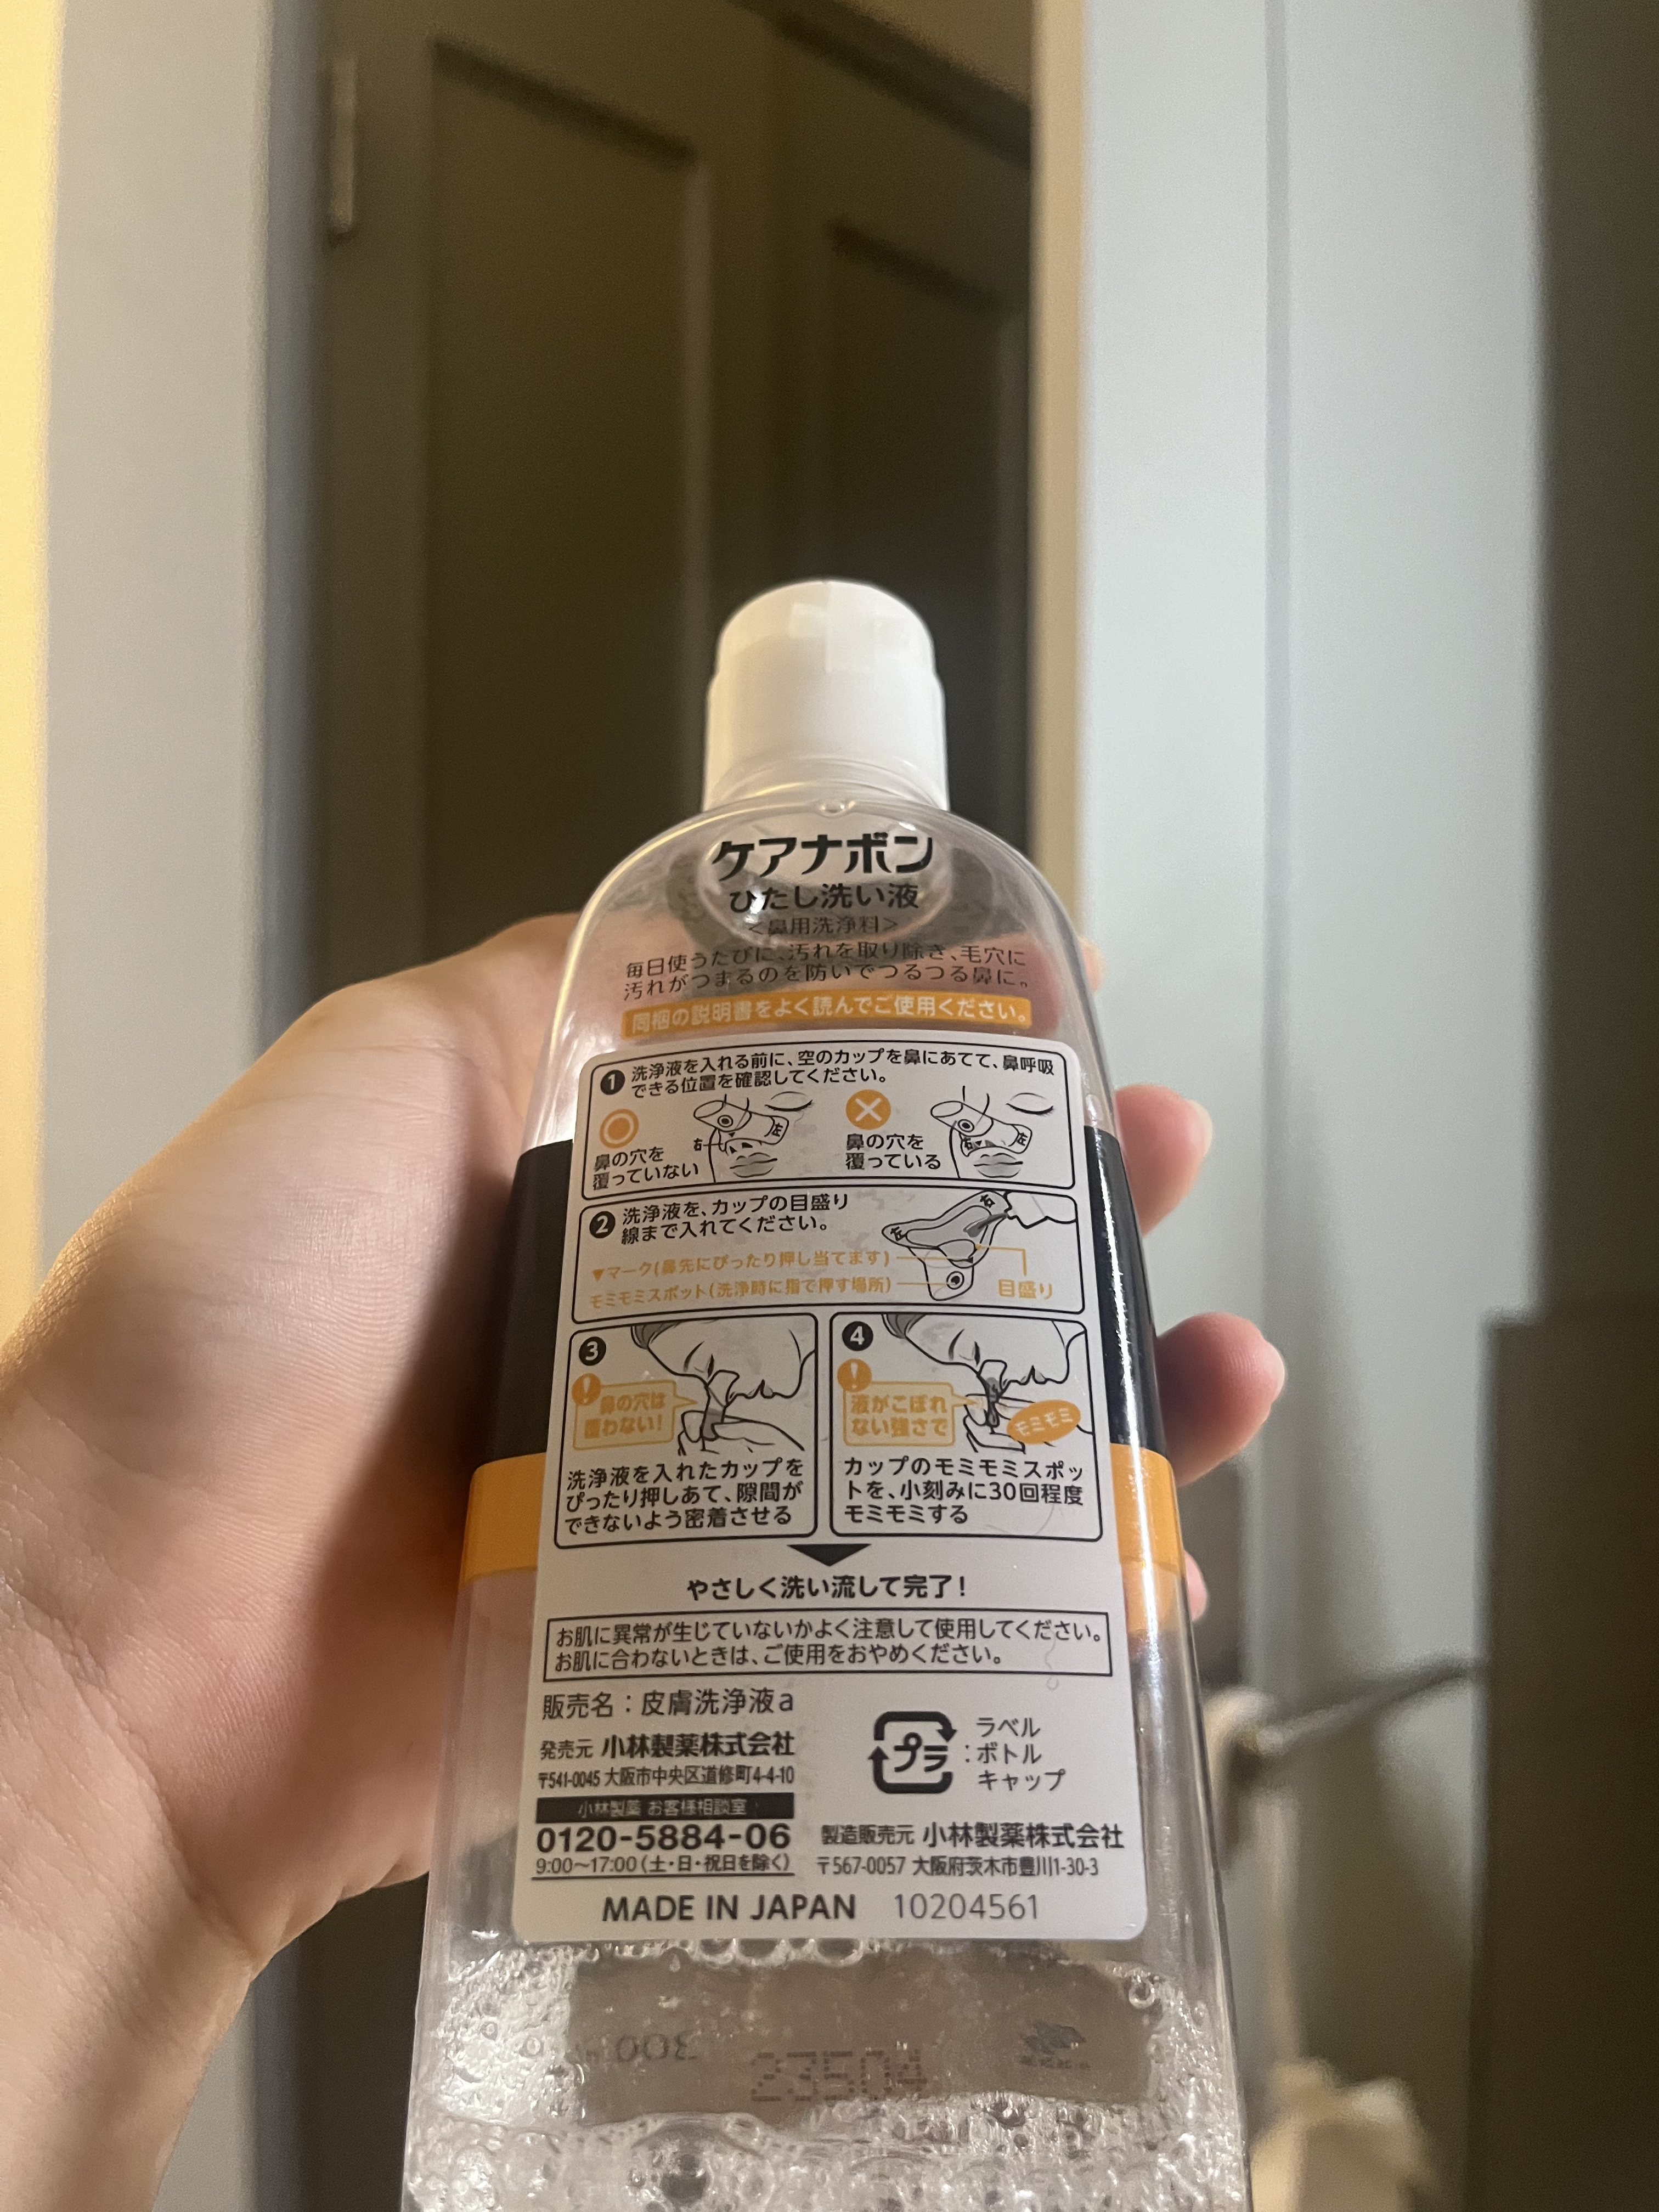 ケアナボン
ひたし洗い液
<鼻用洗浄料>
毎日使うたびに、汚れを取り除き、毛穴に
汚れがつまるのを防いでつるつる鼻に。
同梱の説明書をよく読んでご使用ください。
1 洗浄液を入れる前に、空のカップを鼻にあてて、鼻呼吸
できる位置を確認してください。
鼻の穴を
覆っていない
右
左
鼻の穴を
覆っている
右
左
2 洗浄液を、カップの目盛り
線まで入れてください。
▼マーク(鼻先にぴったり押し当てます)
モミモミスポット(洗浄時に指で押す場所)
左
右
目盛り
3
! 鼻の穴は
覆わない!
洗浄液を入れたカップを
ぴったり押しあて、隙間が
できないよう密着させる
4
! 液がこぼれ
ない強さで
モミモミ
カップのモミモミスポッ
トを、小刻みに30回程度
モミモミする
やさしく洗い流して完了!
お肌に異常が生じていないかよく注意して使用してください。
お肌に合わないときは、ご使用をおやめください。
販売名：皮膚洗浄液a
発売元 小林製薬株式会社
〒541-0045 大阪市中央区道修町4-4-10
小林製薬 お客様相談室
0120-5884-06
9:00〜17:00(土・日・祝日を除く)
プラ
:
ラベル
ボトル
キャップ
製造販売元 小林製薬株式会社
〒567-0057 大阪府茨木市豊川1-30-3
MADE IN JAPAN 10204561